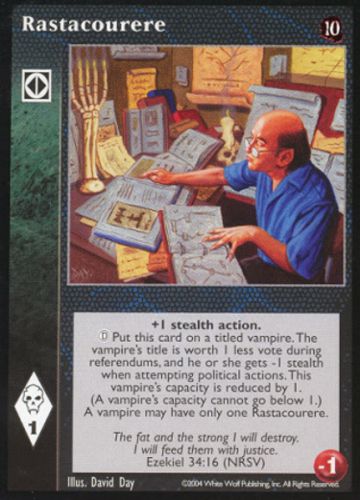 Rastacourere
10
+1 stealth action.
Ⓓ Put this card on a titled vampire. The
vampire's title is worth 1 less vote during
referendums, and he or she gets -1 stealth
when attempting political actions. This
vampire's capacity is reduced by 1.
(A vampire's capacity cannot go below 1.)
A vampire may have only one Rastacourere.
The fat and the strong I will destroy.
I will feed them with justice.
Ezekiel 34:16 (NRSV)
1
-1
Illus. David Day
©2004 White Wolf Publishing, Inc. All Rights Reserved.